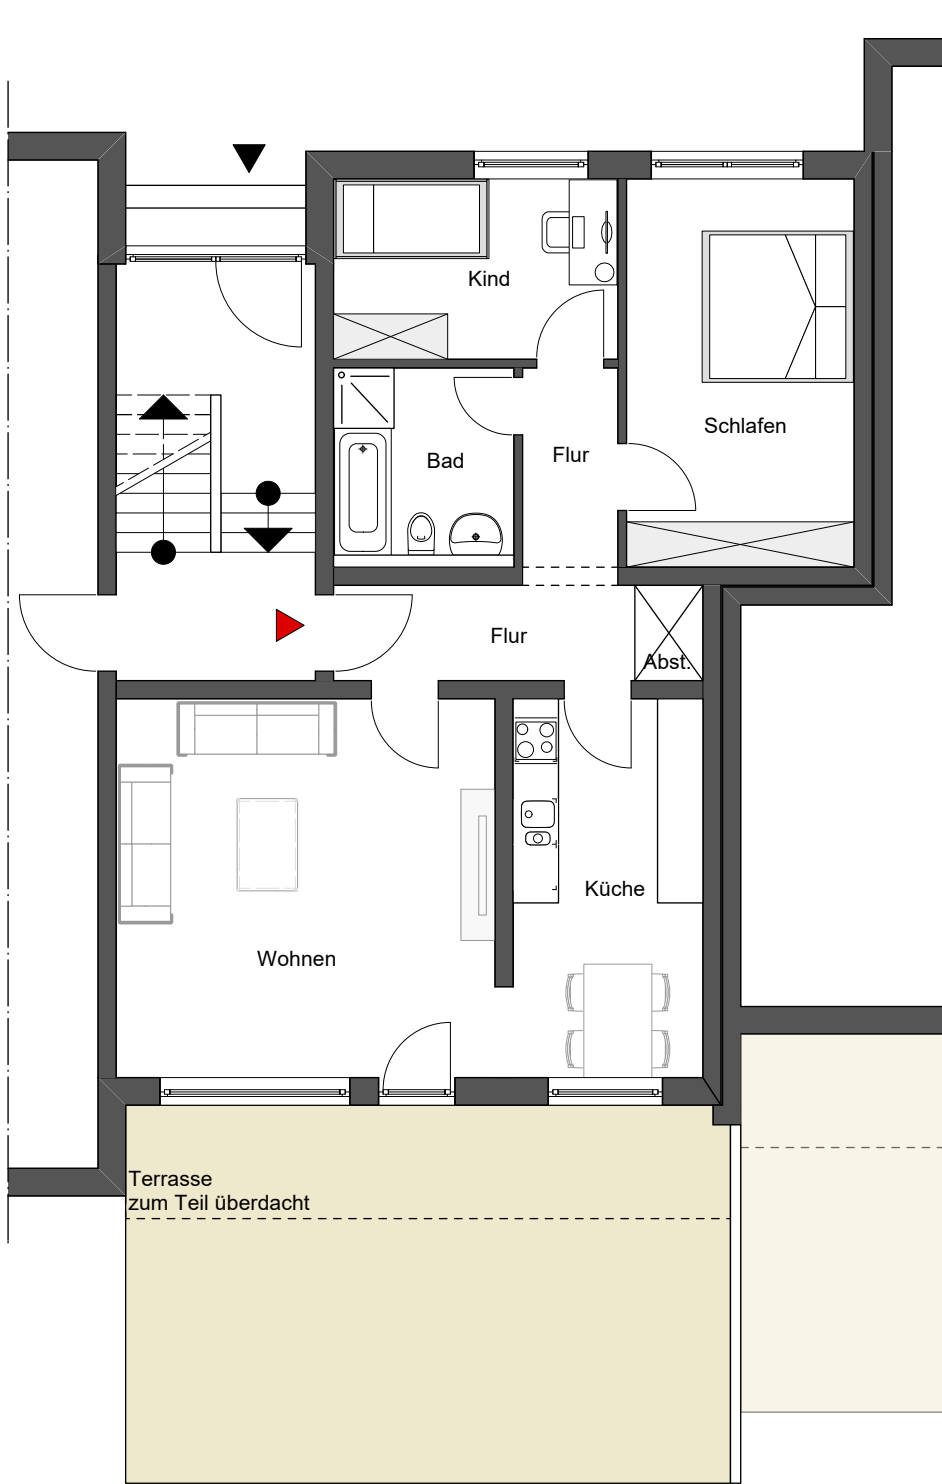 Kind
Schlafen
Bad
Flur
Flur
Abst.
Küche
Wohnen
Terrasse
zum Teil überdacht